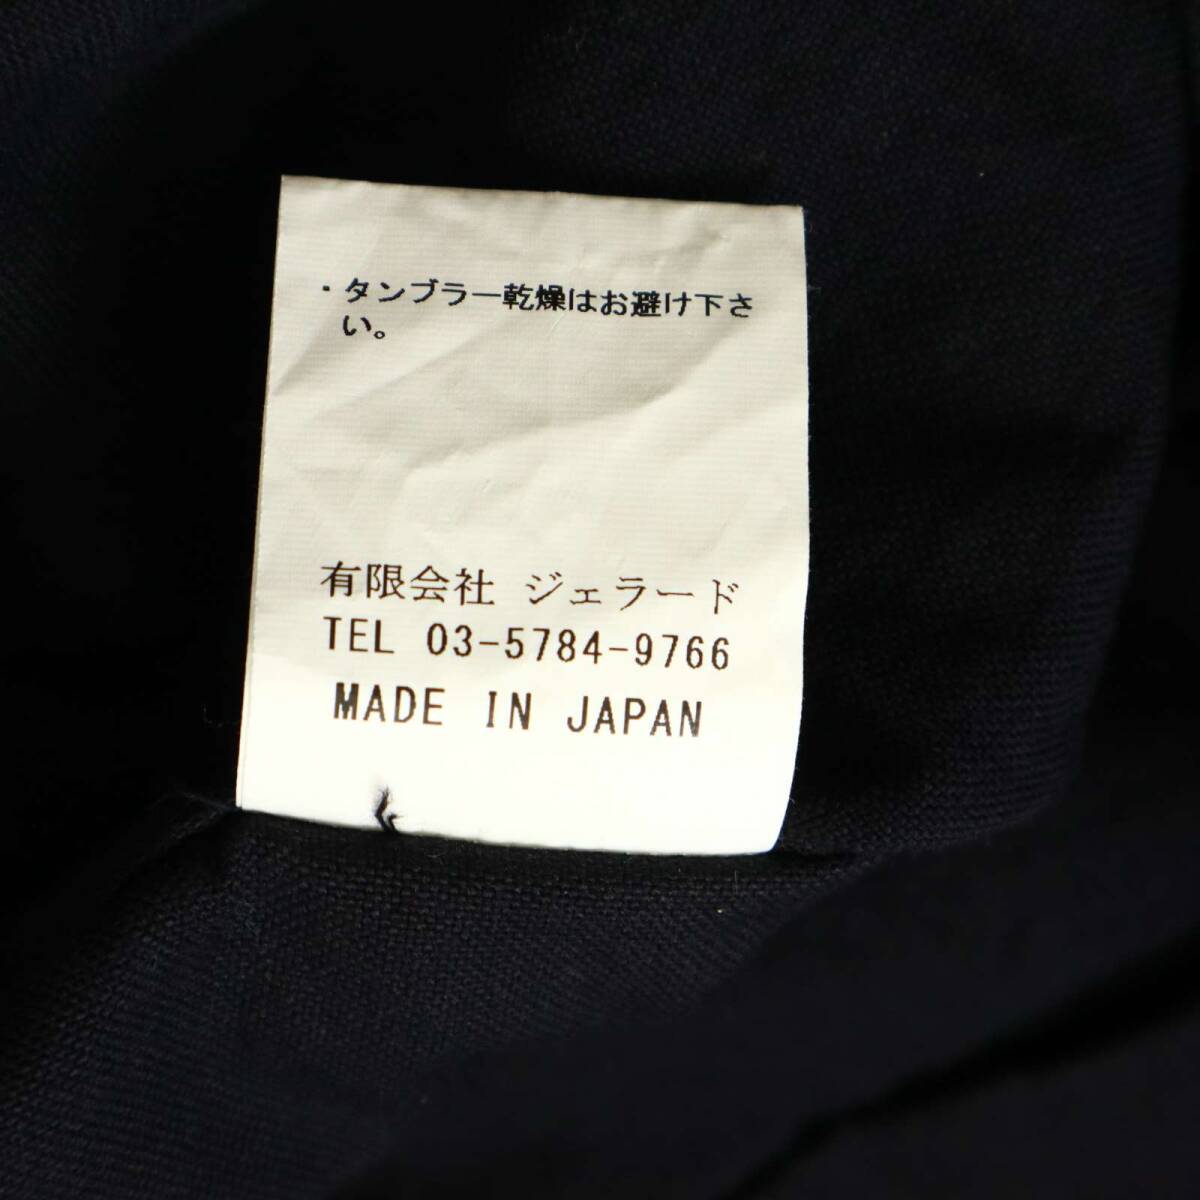 ・タンブラー乾燥はお避け下さ
い。
有限会社 ジェラード
TEL 03-5784-9766
MADE IN JAPAN